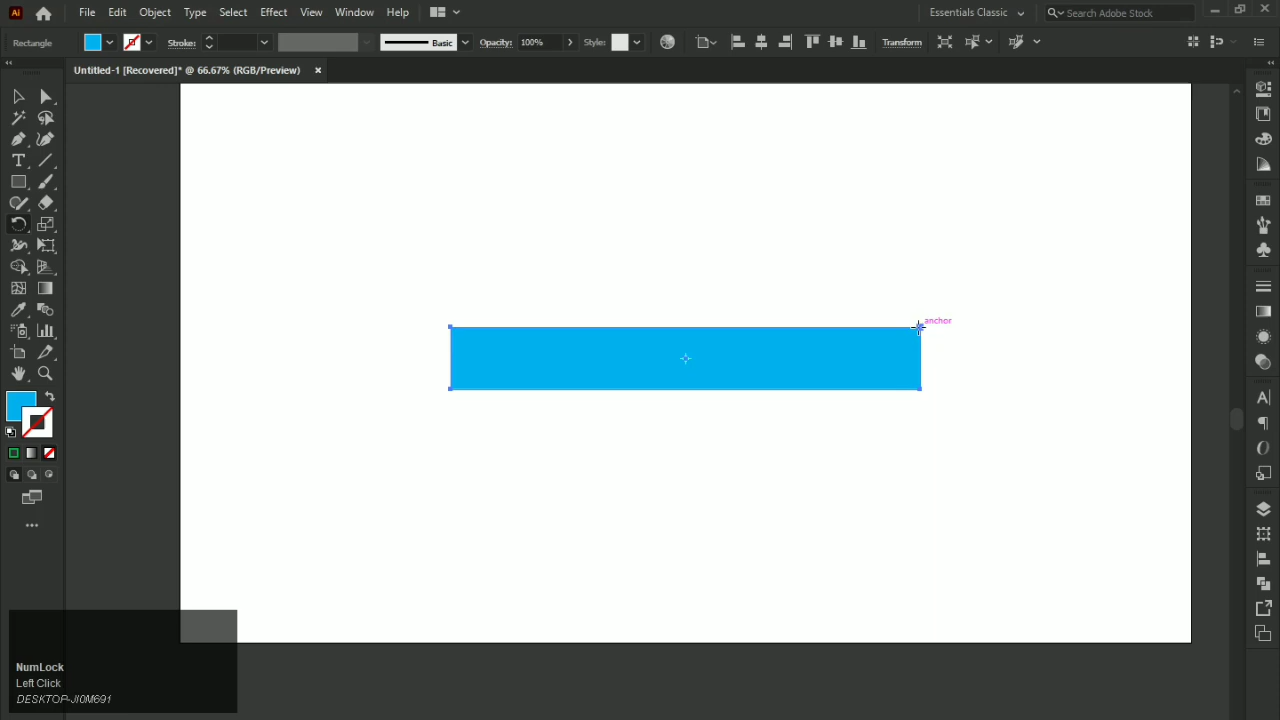 Ai File Edit Object Type Select Effect View Window Help Essentials Classic Search Adobe Stock
Rectangle Stroke: Basic Opacity: 100% Style: Transform
Untitled-1 [Recovered]* @ 66.67% (RGB/Preview) ×
anchor
NumLock
Left Click
DESKTOP-JI0M691